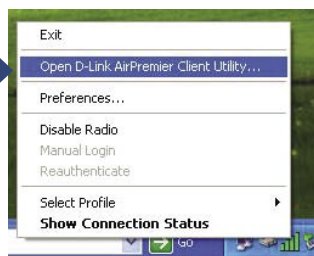 Exit
Open D-Link AirPremier Client Utility...
Preferences...
Disable Radio
Manual Login
Reauthenticate
Select Profile
Show Connection Status
Go